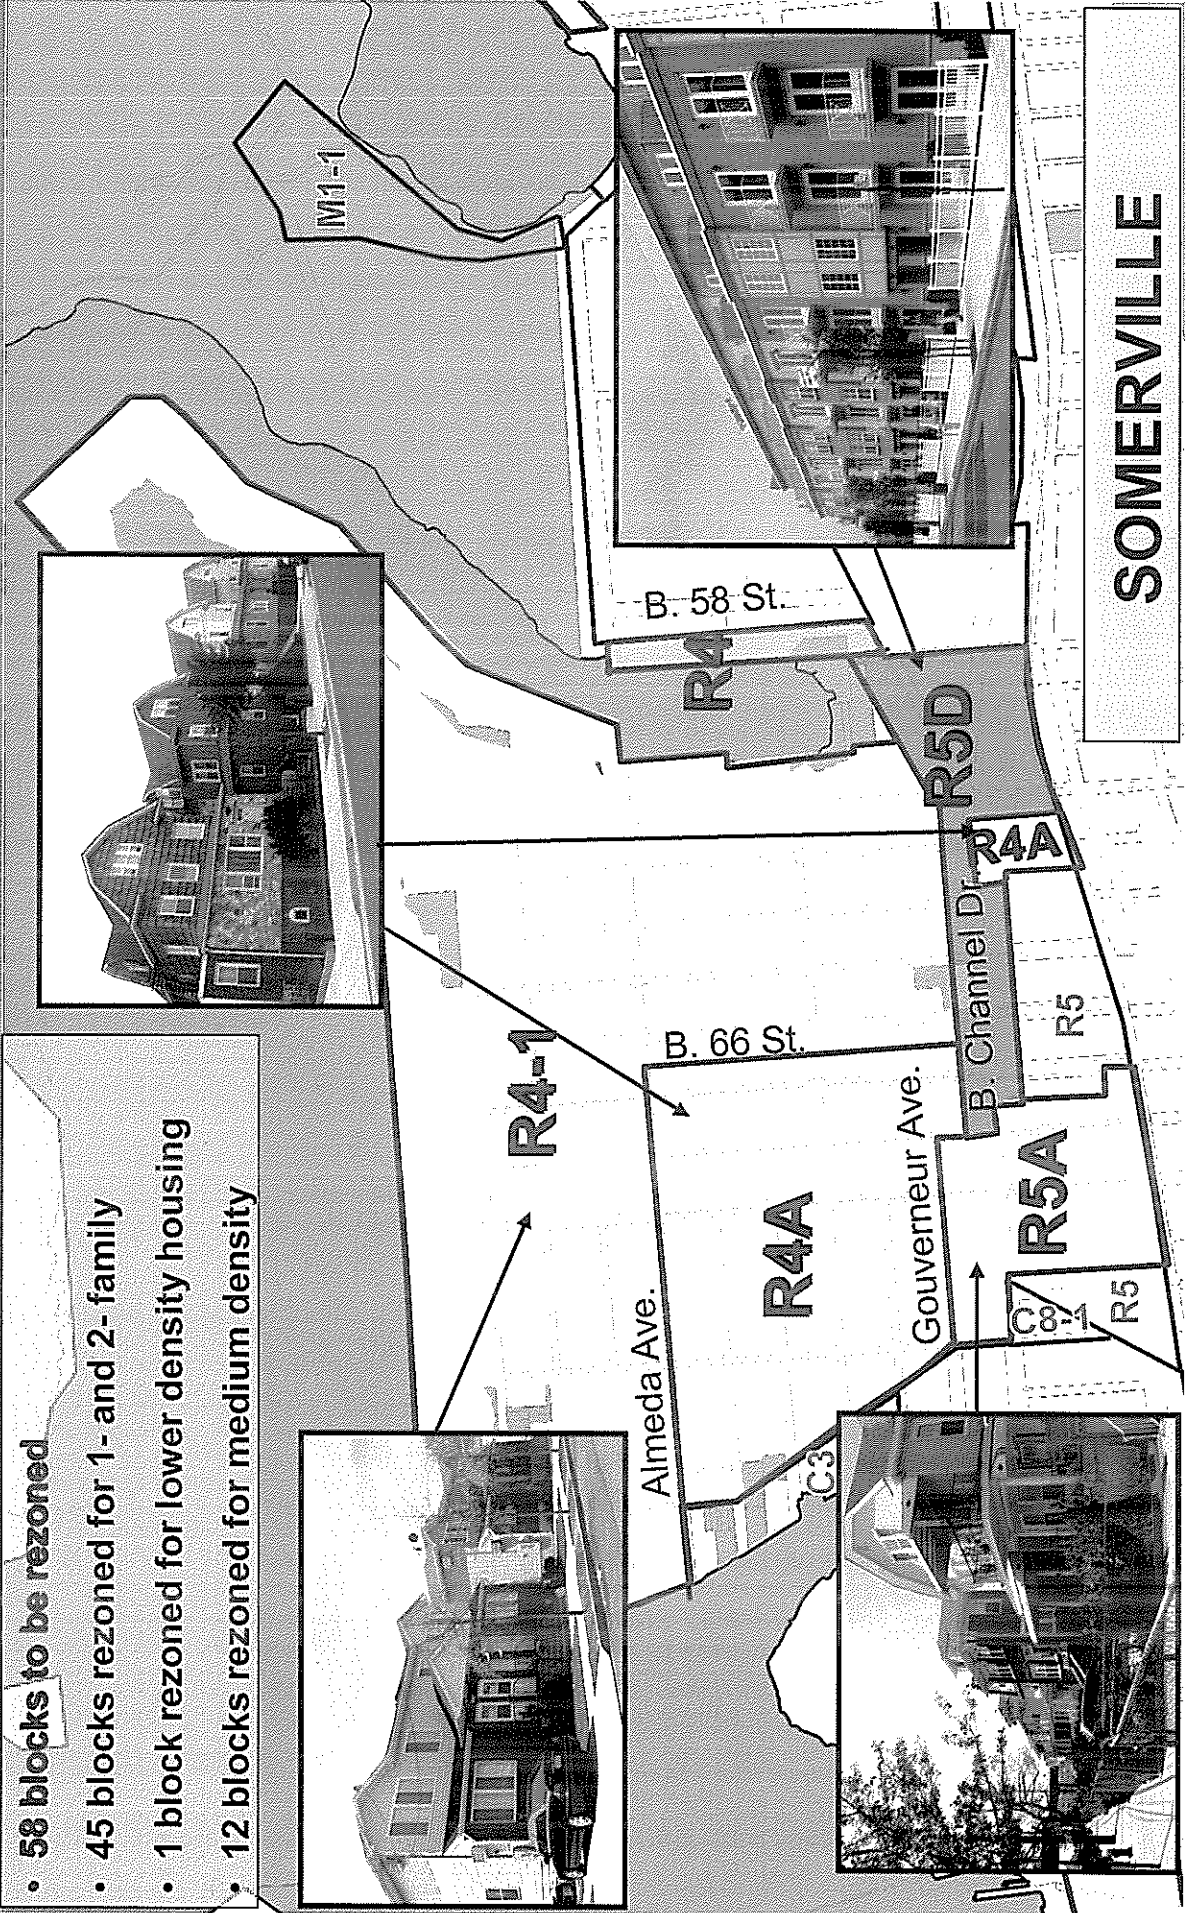 • 58 blocks to be rezoned
• 45 blocks rezoned for 1- and 2- family
• 1 block rezoned for lower density housing
• 12 blocks rezoned for medium density
M1-1
R4-1
B. 58 St.
R4
B. 66 St.
Almeda Ave.
R4A
R5D
C3
Gouverneur Ave.
B. Channel Dr
R4A
C8-1
R5A
R5
R5
SOMERVILLE